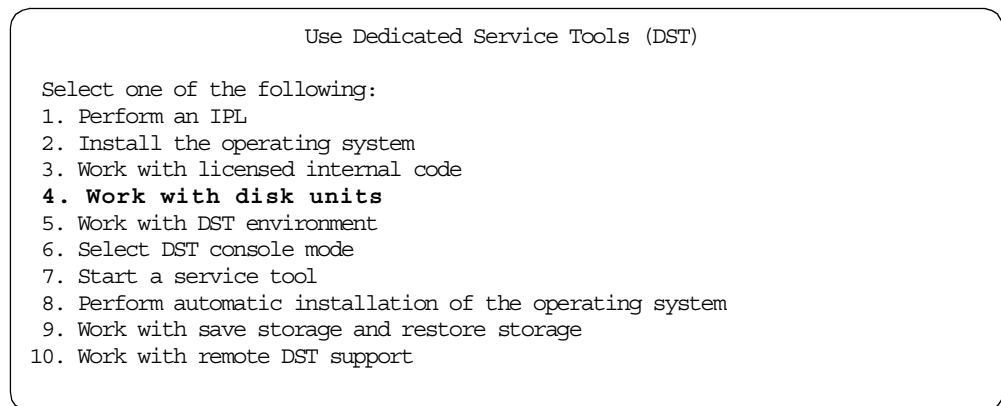 Use Dedicated Service Tools (DST)
Select one of the following:
1. Perform an IPL
2. Install the operating system
3. Work with licensed internal code
4. Work with disk units
5. Work with DST environment
6. Select DST console mode
7. Start a service tool
8. Perform automatic installation of the operating system
9. Work with save storage and restore storage
10. Work with remote DST support